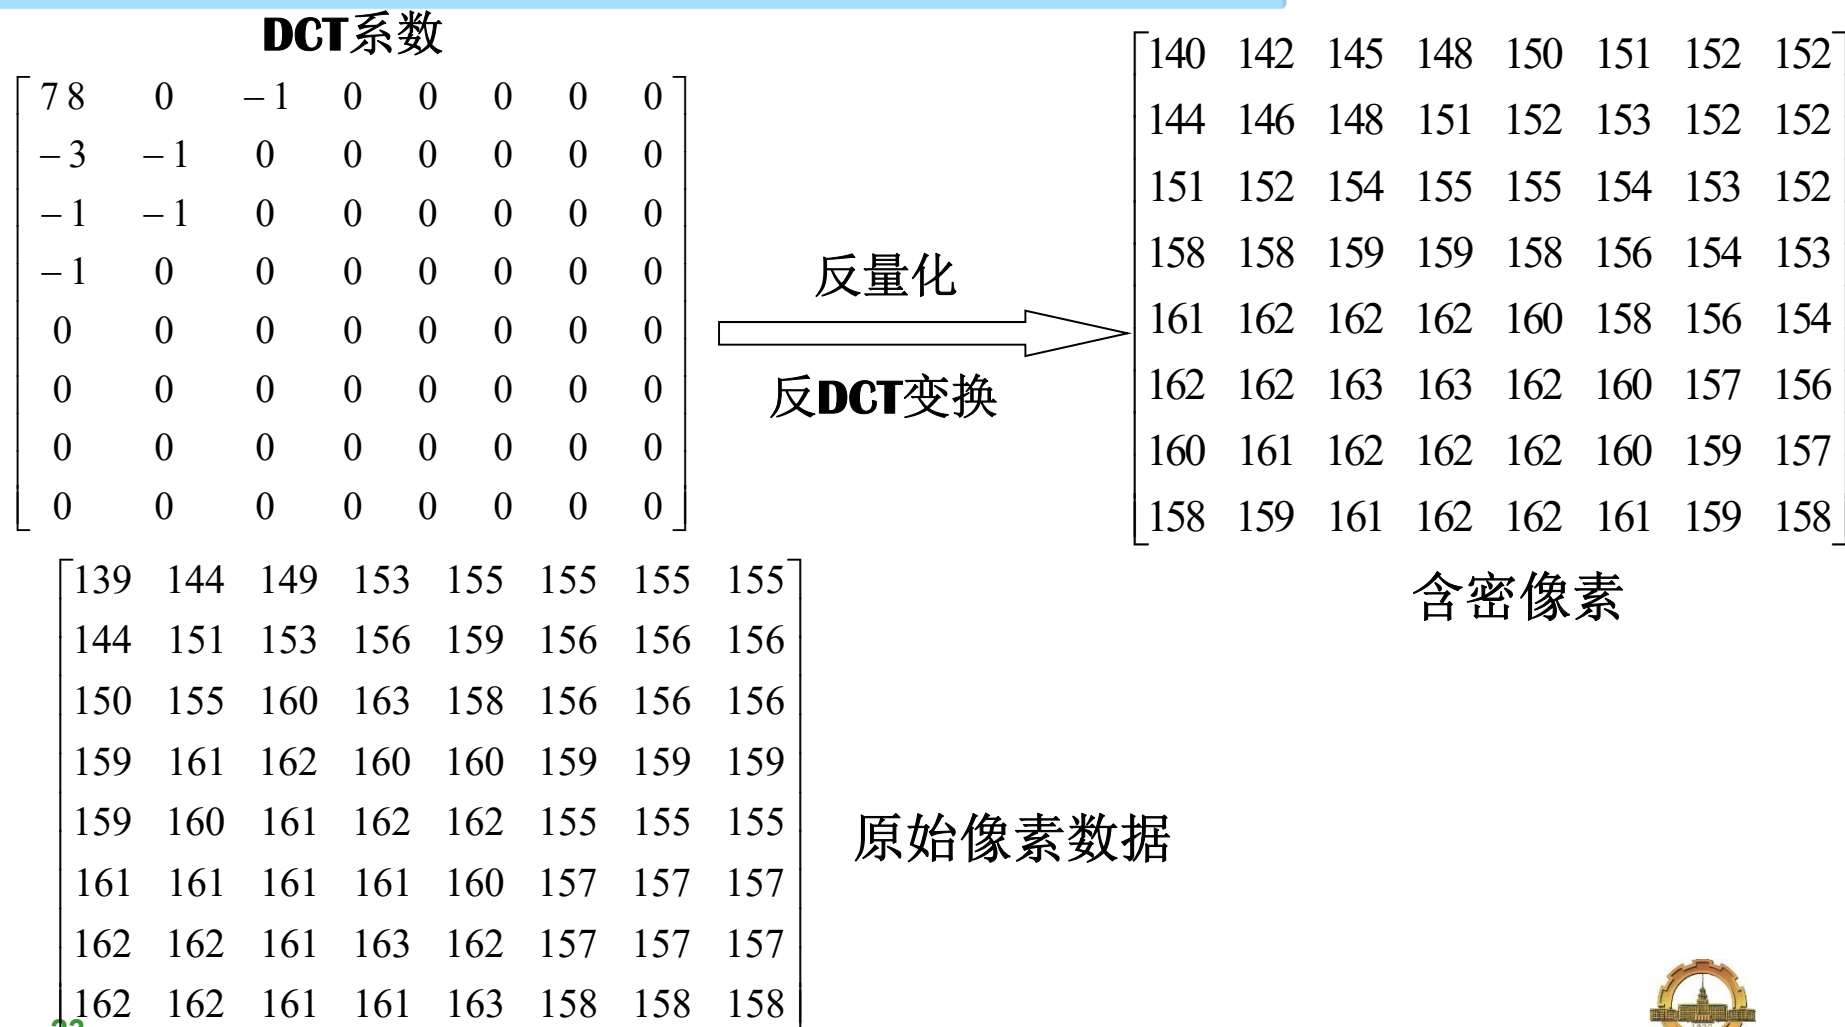 DCT系数
78 0 −1 0 0 0 0 0
−3 −1 0 0 0 0 0 0
−1 −1 0 0 0 0 0 0
−1 0 0 0 0 0 0 0
0 0 0 0 0 0 0 0
0 0 0 0 0 0 0 0
0 0 0 0 0 0 0 0
0 0 0 0 0 0 0 0
反量化
反DCT变换
140 142 145 148 150 151 152 152
144 146 148 151 152 153 152 152
151 152 154 155 155 154 153 152
158 158 159 159 158 156 154 153
161 162 162 162 160 158 156 154
162 162 163 163 162 160 157 156
160 161 162 162 162 160 159 157
158 159 161 162 162 161 159 158
含密像素
139 144 149 153 155 155 155 155
144 151 153 156 159 156 156 156
150 155 160 163 158 156 156 156
159 161 162 160 160 159 159 159
159 160 161 162 162 155 155 155
161 161 161 161 160 157 157 157
162 162 161 163 162 157 157 157
162 162 161 161 163 158 158 158
原始像素数据